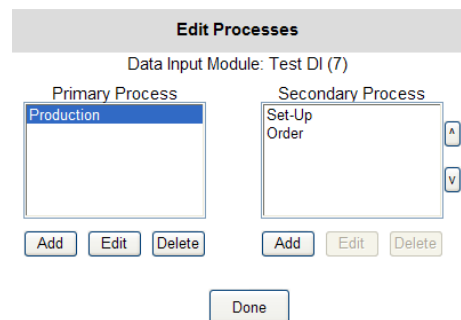 Edit Processes
Data Input Module: Test DI (7)
Primary Process
Production
Add Edit Delete
Secondary Process
Set-Up
Order
^
v
Add Edit Delete
Done